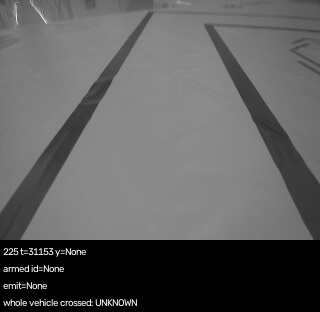 225 t=31153 y=None
armed id=None
emit=None
whole vehicle crossed: UNKNOWN